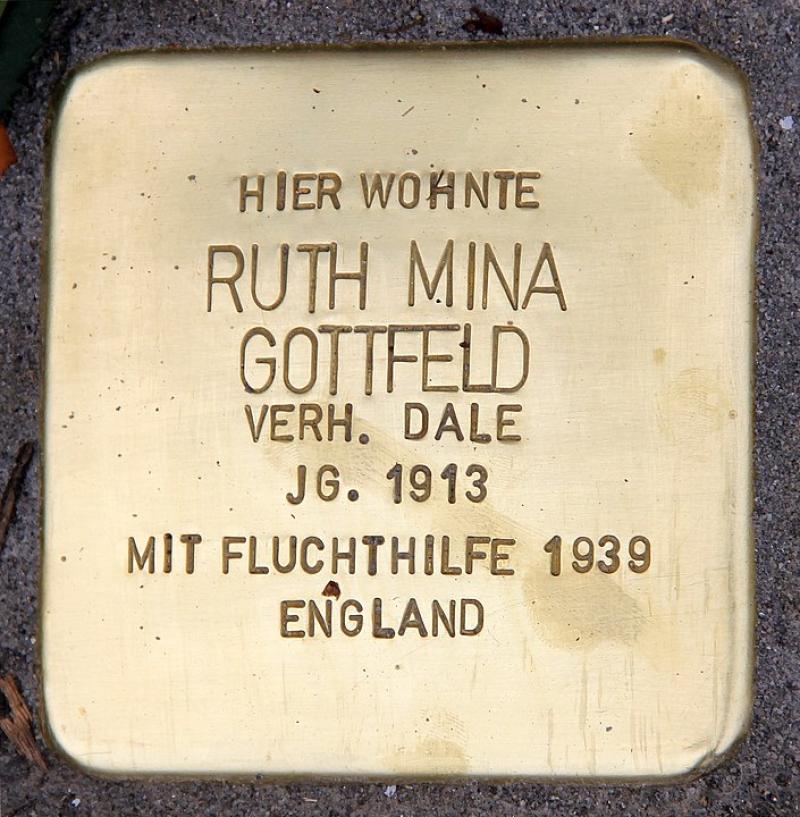 HIER WOHNTE
RUTH MINA
GOTTFELD
VERH. DALE
JG. 1913
MIT FLUCHTHILFE 1939
ENGLAND